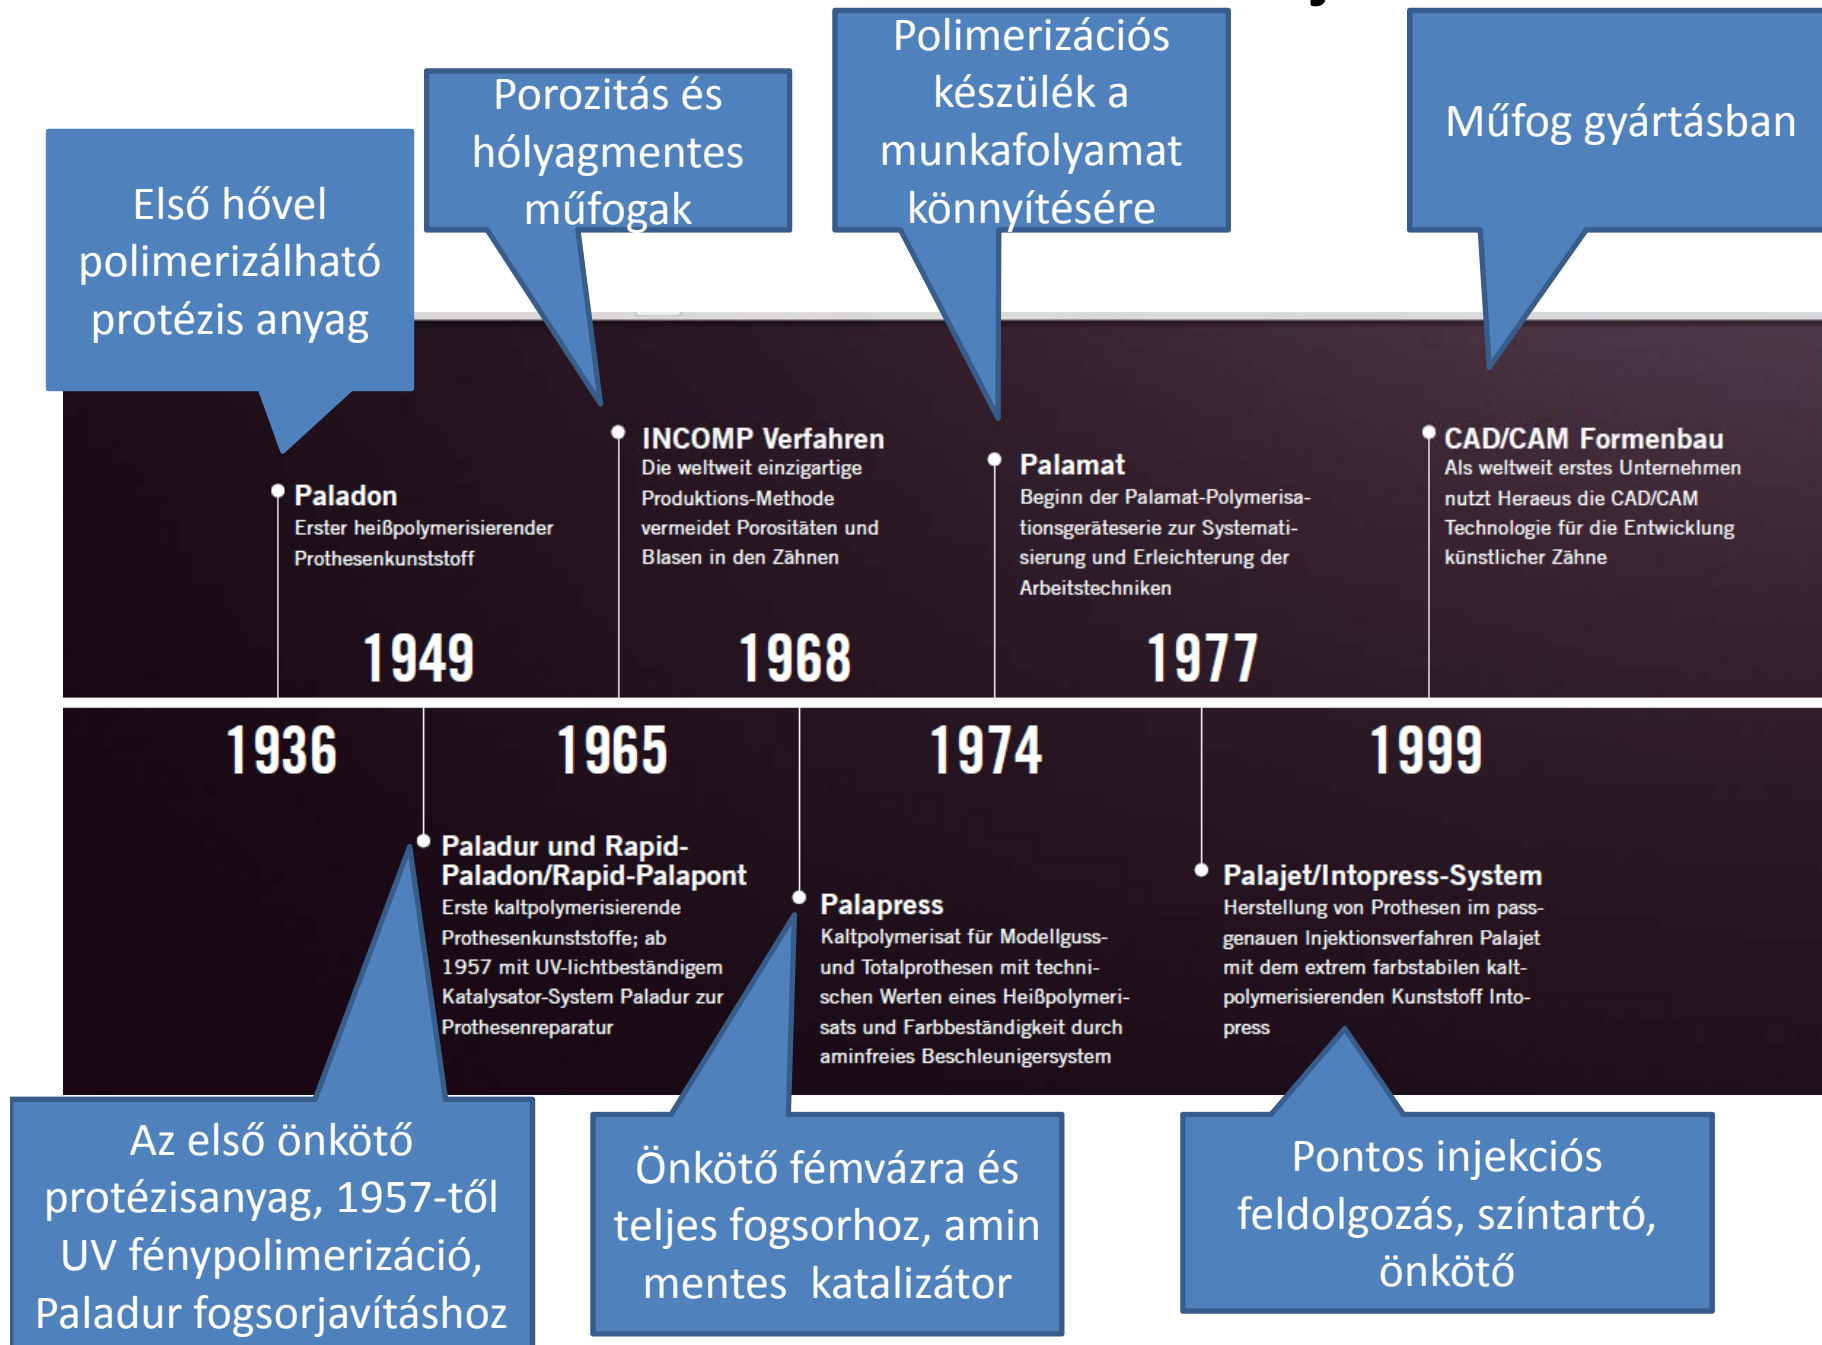 Első hővel
polimerizálható
protézis anyag
Porozitás és
hólyagmentes
műfogak
Polimerizációs
készülék a
munkafolyamat
könnyítésére
Műfog gyártásban
Paladon
Erster heißpolymerisierender
Prothesenkunststoff
INCOMP Verfahren
Die weltweit einzigartige
Produktions-Methode
vermeidet Porositäten und
Blasen in den Zähnen
Palamat
Beginn der Palamat-Polymerisa-
tionsgeräteserie zur Systemati-
sierung und Erleichterung der
Arbeitstechniken
CAD/CAM Formenbau
Als weltweit erstes Unternehmen
nutzt Heraeus die CAD/CAM
Technologie für die Entwicklung
künstlicher Zähne
1949
1968
1977
1936
1965
1974
1999
Paladur und Rapid-
Paladon/Rapid-Palapont
Erste kaltpolymerisierende
Prothesenkunststoffe; ab
1957 mit UV-lichtbeständigem
Katalysator-System Paladur zur
Prothesenreparatur
Palapress
Kaltpolymerisat für Modellguss-
und Totalprothesen mit techni-
schen Werten eines Heißpolymeri-
sats und Farbbeständigkeit durch
aminfreies Beschleunigersystem
Palajet/Intopress-System
Herstellung von Prothesen im pass-
genauen Injektionsverfahren Palajet
mit dem extrem farbstabilen kalt-
polymerisierenden Kunststoff Into-
press
Az első önkötő
protézisanyag, 1957-től
UV fénypolimerizáció,
Paladur fogsorjavításhoz
Önkötő fémvázra és
teljes fogsorhoz, amin
mentes katalizátor
Pontos injekciós
feldolgozás, színtartó,
önkötő